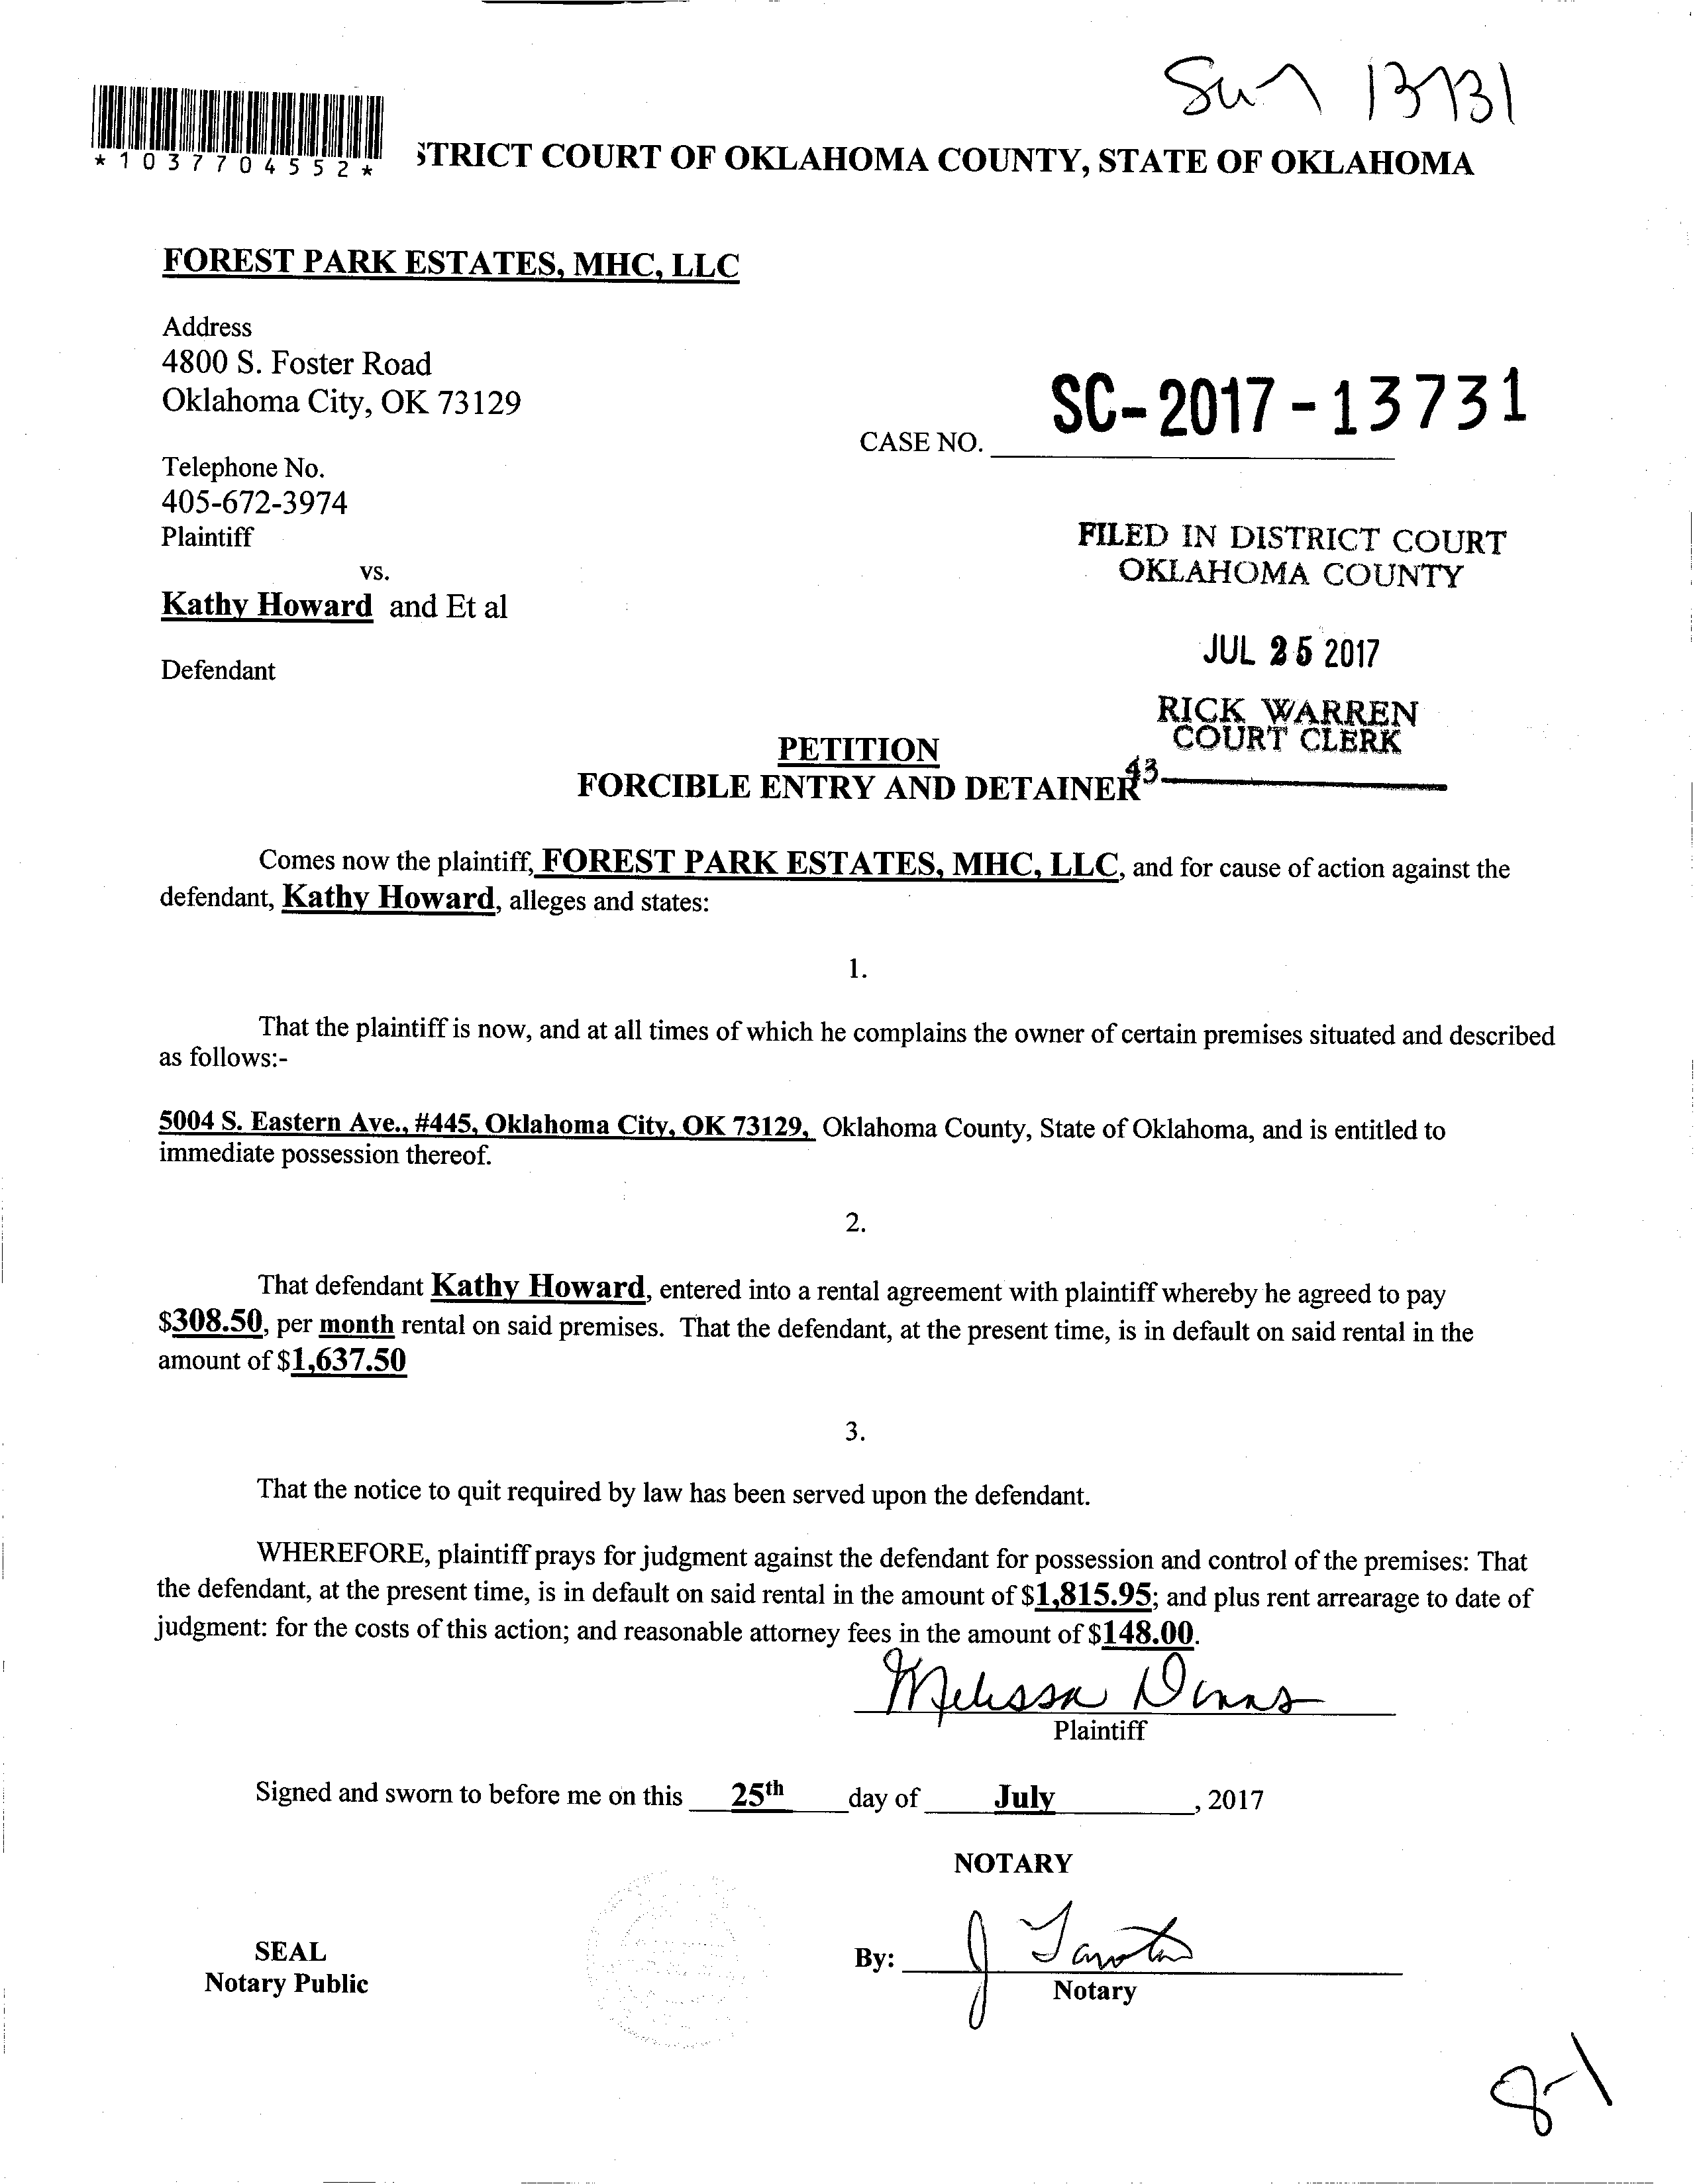 Sum 13731
*1037704552*
STRICT COURT OF OKLAHOMA COUNTY, STATE OF OKLAHOMA
FOREST PARK ESTATES, MHC, LLC
Address
4800 S. Foster Road
Oklahoma City, OK 73129
CASE NO. SC-2017-13731
Telephone No.
405-672-3974
Plaintiff
FILED IN DISTRICT COURT
OKLAHOMA COUNTY
vs.
Kathy Howard and Et al
JUL 25 2017
Defendant
RICK WARREN
COURT CLERK
43
PETITION
FORCIBLE ENTRY AND DETAINER
Comes now the plaintiff, FOREST PARK ESTATES, MHC, LLC, and for cause of action against the
defendant, Kathy Howard, alleges and states:
1.
That the plaintiff is now, and at all times of which he complains the owner of certain premises situated and described
as follows:-
5004 S. Eastern Ave., #445, Oklahoma City, OK 73129, Oklahoma County, State of Oklahoma, and is entitled to
immediate possession thereof.
2.
That defendant Kathy Howard, entered into a rental agreement with plaintiff whereby he agreed to pay
$308.50, per month rental on said premises. That the defendant, at the present time, is in default on said rental in the
amount of $1,637.50
3.
That the notice to quit required by law has been served upon the defendant.
WHEREFORE, plaintiff prays for judgment against the defendant for possession and control of the premises: That
the defendant, at the present time, is in default on said rental in the amount of $1,815.95; and plus rent arrearage to date of
judgment: for the costs of this action; and reasonable attorney fees in the amount of $148.00.
Melissa
Plaintiff
Signed and sworn to before me on this 25th day of July, 2017
NOTARY
SEAL
Notary Public
By: J
Notary
8-1